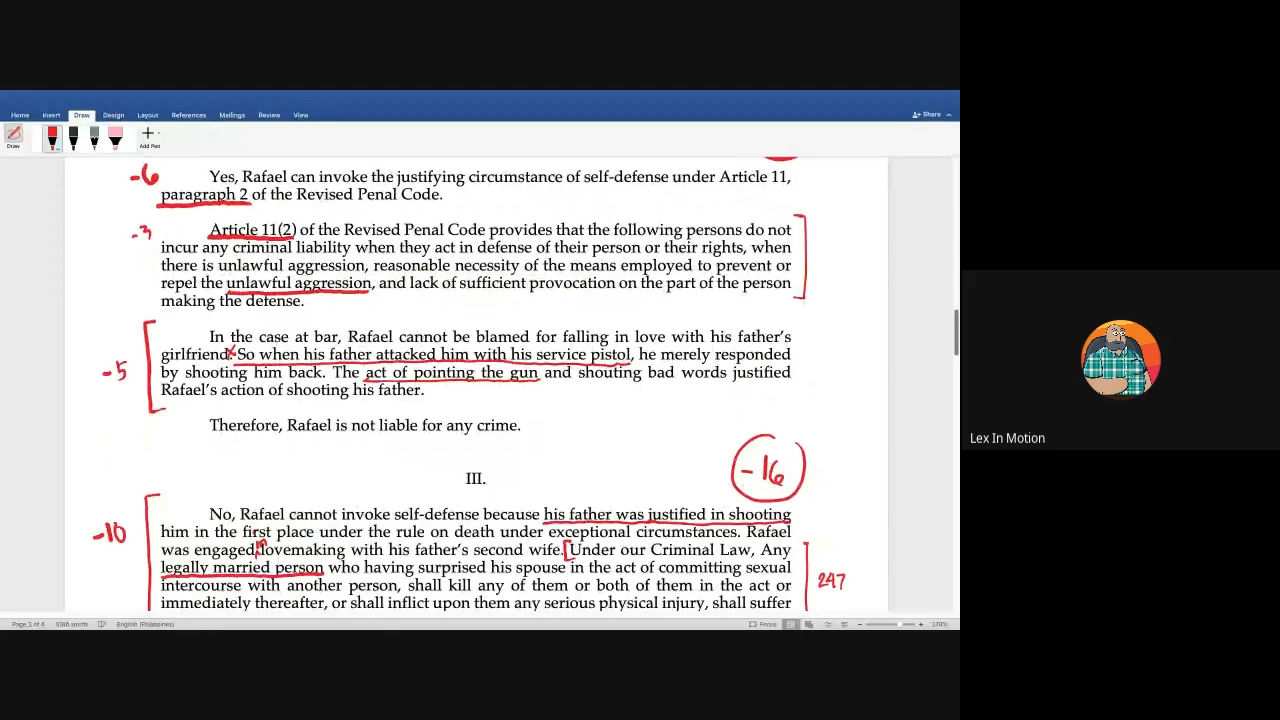 Home Insert Draw Design Layout References Mailings Review View Share
Draw Add Pen
-6 Yes, Rafael can invoke the justifying circumstance of self-defense under Article 11,
paragraph 2 of the Revised Penal Code.
-3 Article 11(2) of the Revised Penal Code provides that the following persons do not
incur any criminal liability when they act in defense of their person or their rights, when
there is unlawful aggression, reasonable necessity of the means employed to prevent or
repel the unlawful aggression, and lack of sufficient provocation on the part of the person
making the defense.
In the case at bar, Rafael cannot be blamed for falling in love with his father's
girlfriend. So when his father attacked him with his service pistol, he merely responded
-5 by shooting him back. The act of pointing the gun and shouting bad words justified
Rafael's action of shooting his father.
Therefore, Rafael is not liable for any crime.
-16
III.
No, Rafael cannot invoke self-defense because his father was justified in shooting
-10 him in the first place under the rule on death under exceptional circumstances. Rafael
was engaged lovemaking with his father's second wife. Under our Criminal Law, Any
legally married person who having surprised his spouse in the act of committing sexual
intercourse with another person, shall kill any of them or both of them in the act or 247
immediately thereafter, or shall inflict upon them any serious physical injury, shall suffer
Page 3 of 4 1086 words English (Philippines) Focus
Lex In Motion